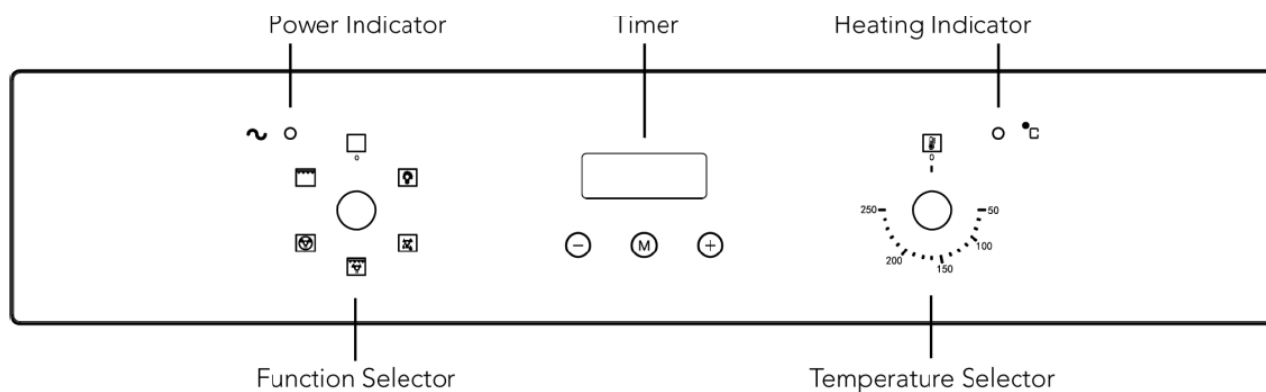 Power Indicator
Timer
Heating Indicator
°C
0
0
250
50
200
100
150
−
M
+
Function Selector
Temperature Selector